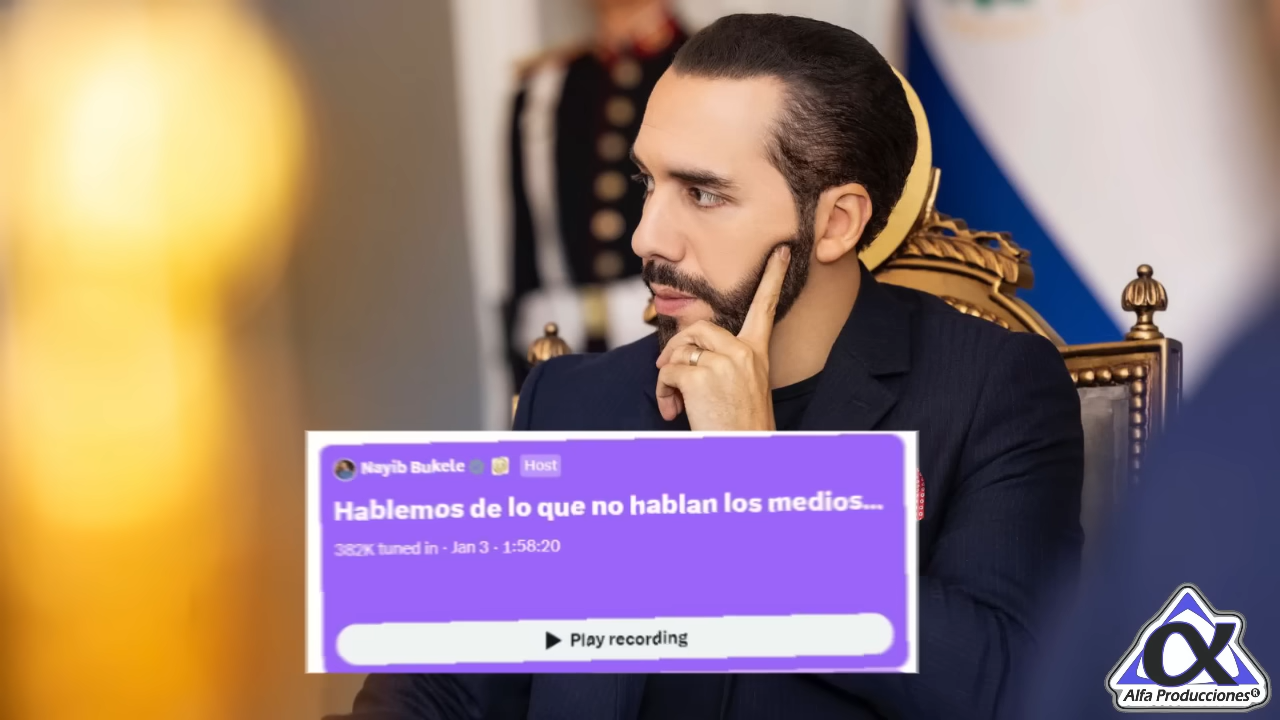 Nayib Bukele Host
Hablemos de lo que no hablan los medios...
382K tuned in · Jan 3 · 1:58:20
Play recording
Alfa Producciones®